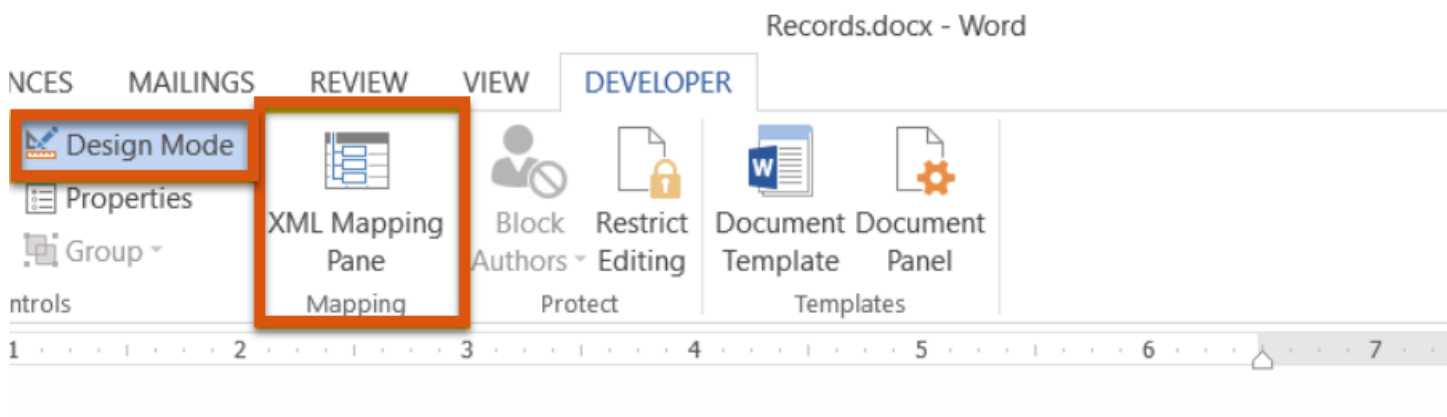 Records.docx - Word
NCES MAILINGS REVIEW VIEW DEVELOPER
Design Mode
Properties
Group
ntrols
XML Mapping
Pane
Mapping
Block
Authors
Restrict
Editing
Protect
Document
Template
Document
Panel
Templates
W
1 2 3 4 5 6 7